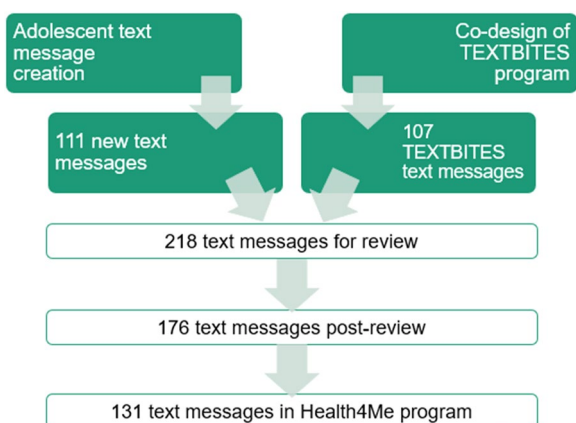 Adolescent text
message
creation
Co-design of
TEXTBITES
program
111 new text
messages
107
TEXTBITES
text messages
218 text messages for review
176 text messages post-review
131 text messages in Health4Me program